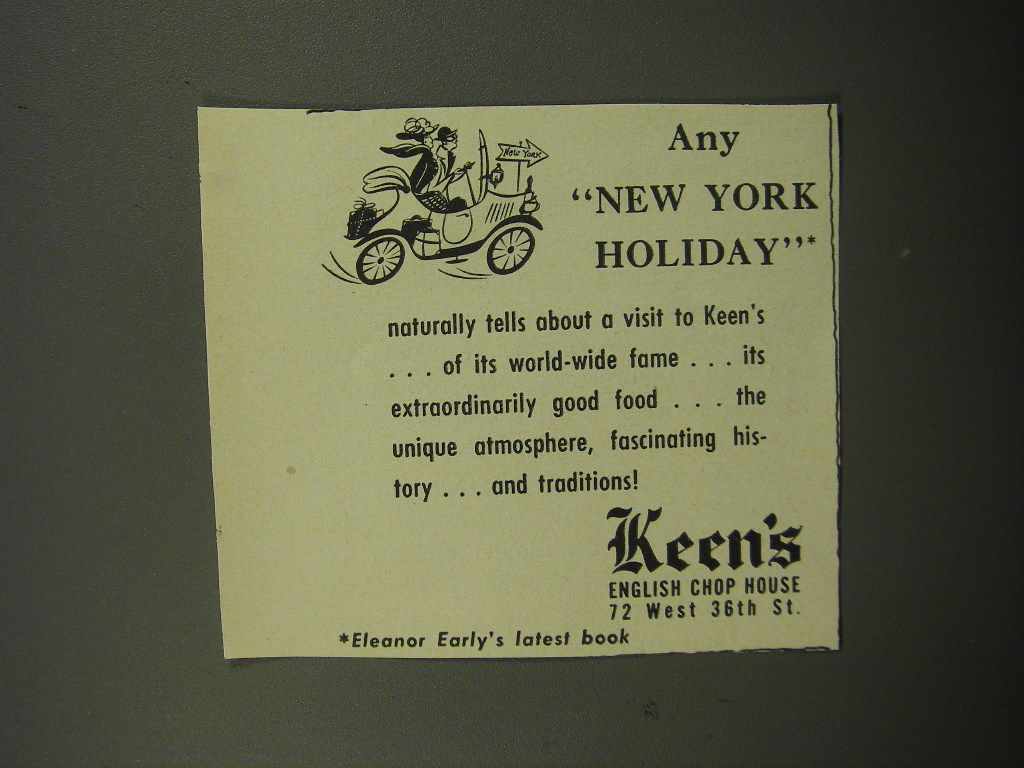 New York
Any
“NEW YORK
HOLIDAY”*
naturally tells about a visit to Keen's
. . . of its world-wide fame . . . its
extraordinarily good food . . . the
unique atmosphere, fascinating his-
tory . . . and traditions!
Keen's
ENGLISH CHOP HOUSE
72 West 36th St.
*Eleanor Early's latest book